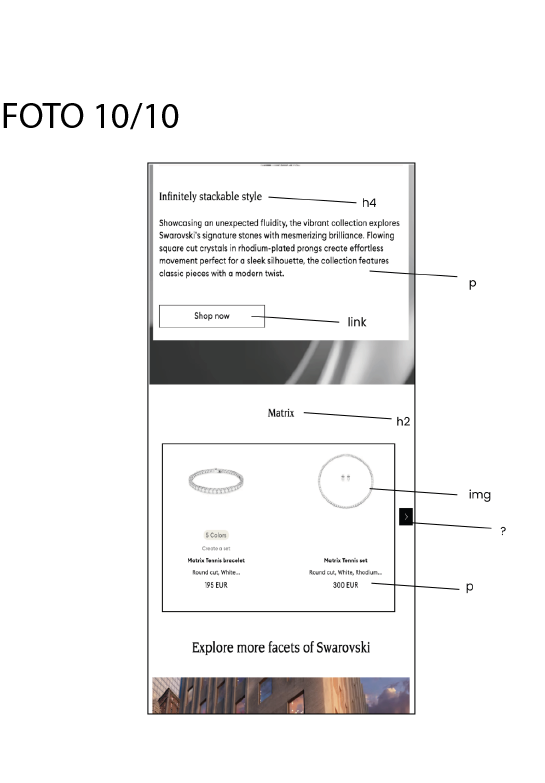 FOTO 10/10
Infinitely stackable style
h4
Showcasing an unexpected fluidity, the vibrant collection explores
Swarovski's signature stones with mesmerizing brilliance. Flowing
square cut crystals in rhodium-plated prongs create effortless
movement perfect for a sleek silhouette, the collection features
classic pieces with a modern twist.
p
Shop now
link
Matrix
h2
img
?
5 Colors
Create a set
Matrix Tennis bracelet
Round cut, White...
195 EUR
Matrix Tennis set
Round cut, White, Rhodium...
300 EUR
p
Explore more facets of Swarovski